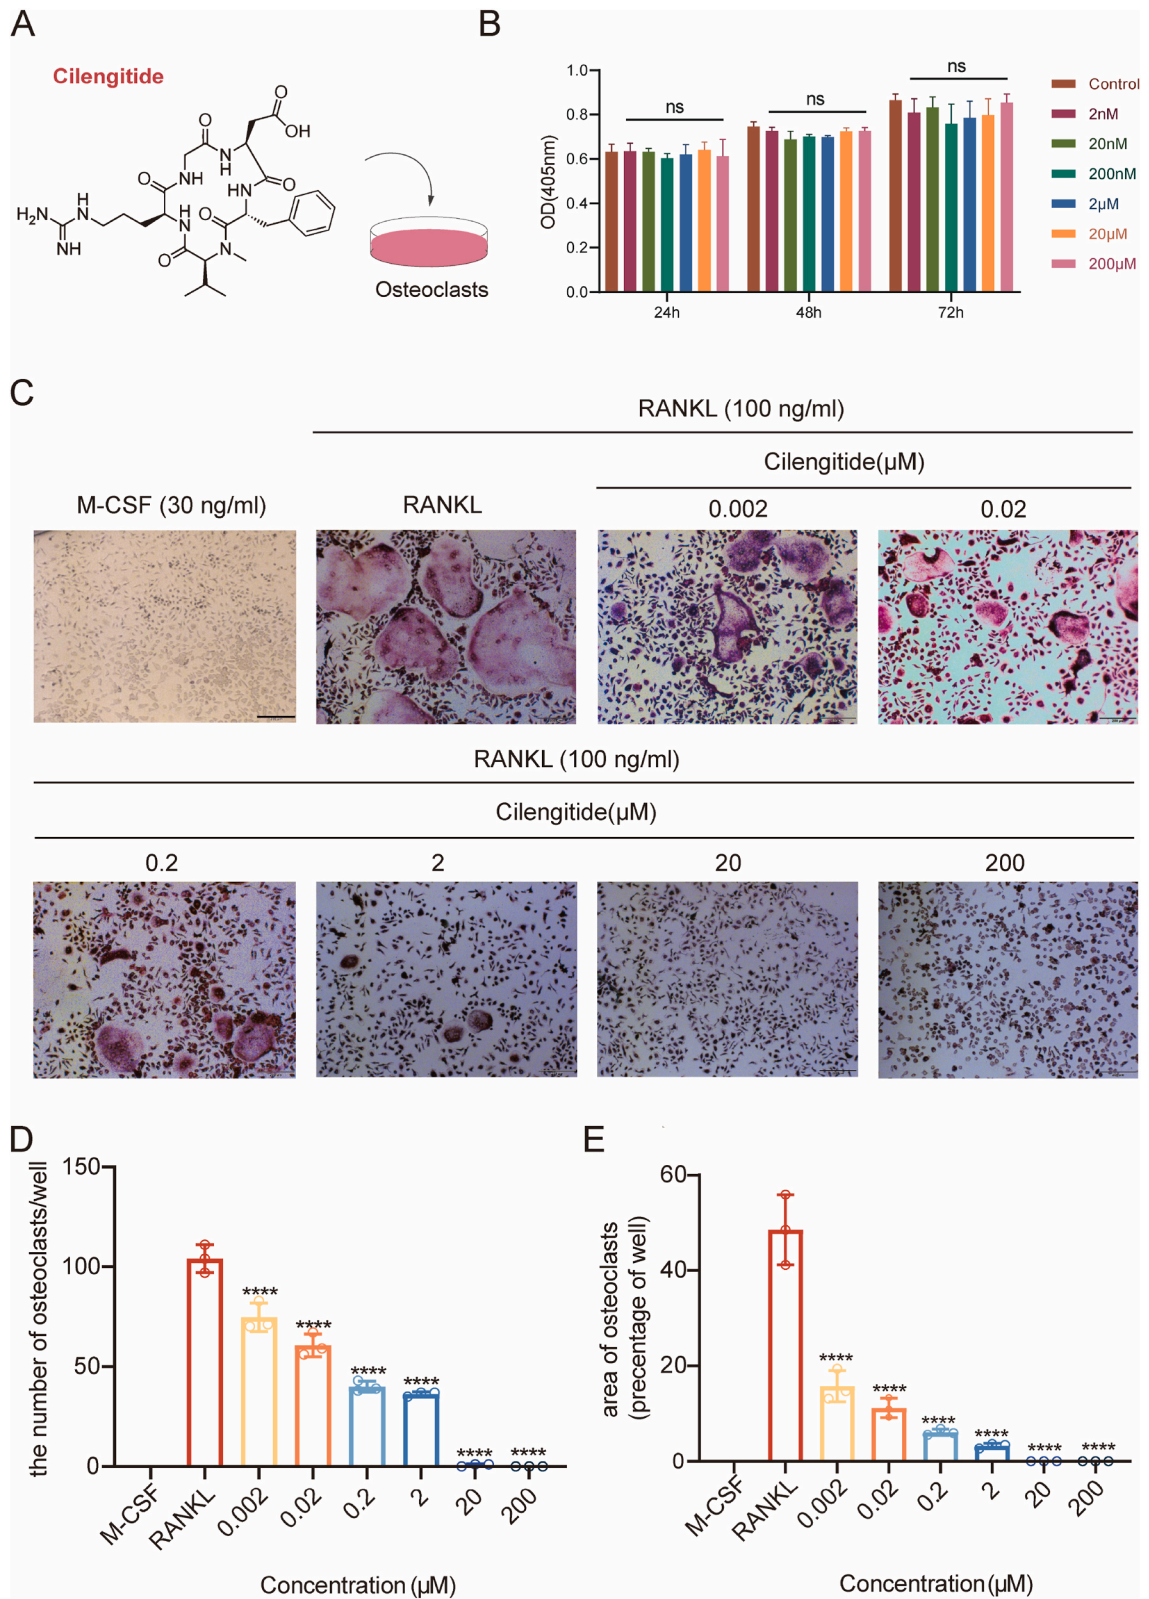 A
Cilengitide
O
OH
O
N
H
NH
O
O
HN
H2N
H
N
NH
O
N
H
O
N
O
Osteoclasts
B
OD(405nm)
1.0
0.8
0.6
0.4
0.2
0.0
ns
ns
ns
24h
48h
72h
Control
2nM
20nM
200nM
2μM
20μM
200μM
C
RANKL (100 ng/ml)
Cilengitide(μM)
M-CSF (30 ng/ml)
RANKL
0.002
0.02
RANKL (100 ng/ml)
Cilengitide(μM)
0.2
2
20
200
D
the number of osteoclasts/well
150
100
50
0
****
****
****
****
****
****
M-CSF
RANKL
0.002
0.02
0.2
2
20
200
Concentration (μM)
E
area of osteoclasts
(precentage of well)
60
40
20
0
****
****
****
****
****
****
M-CSF
RANKL
0.002
0.02
0.2
2
20
200
Concentration (μM)